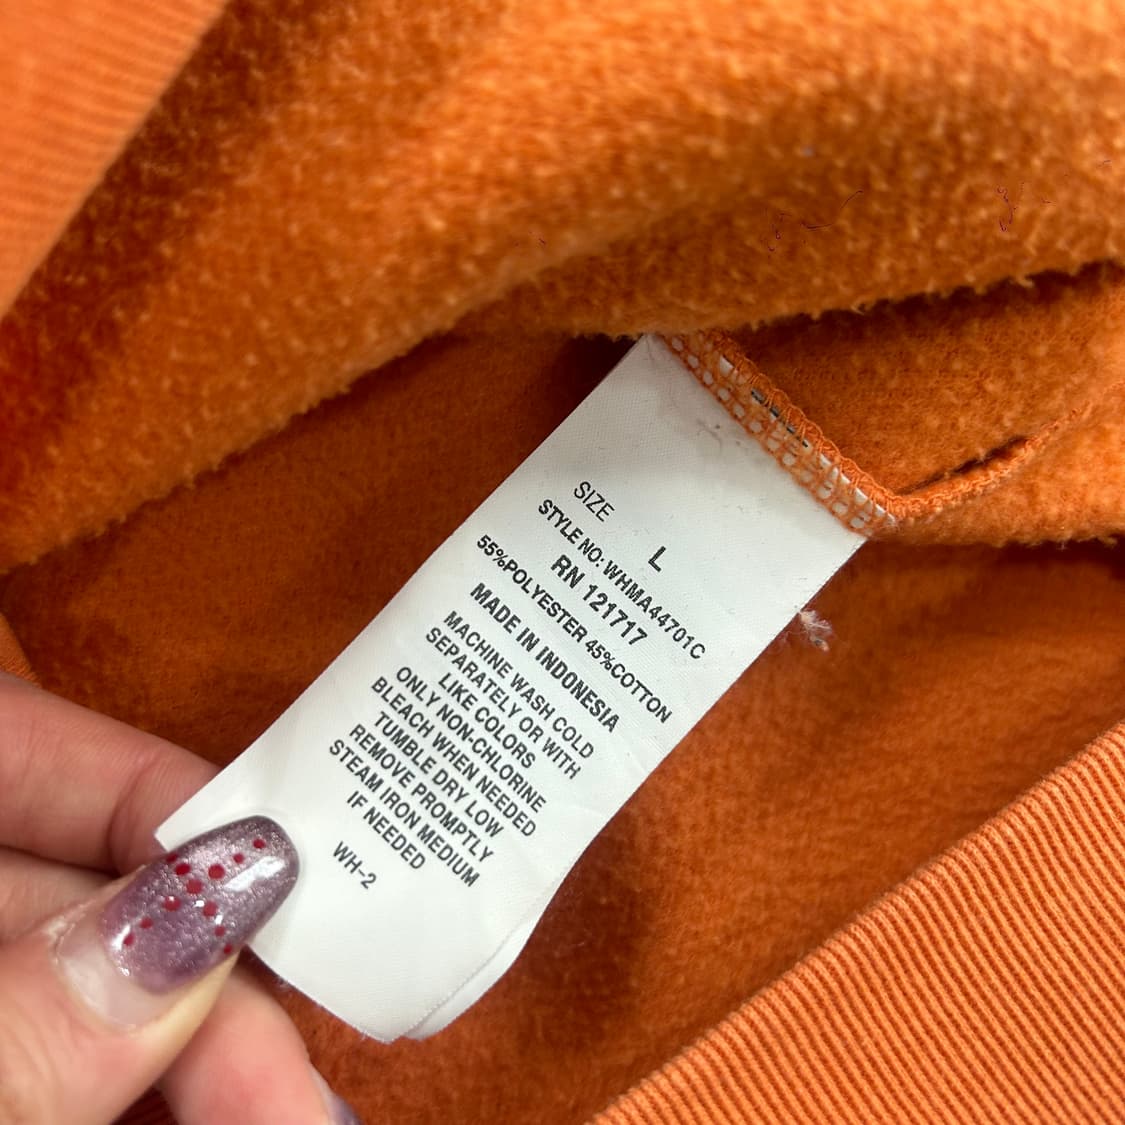 SIZE
L
STYLE NO: WHMA44701C
RN 121717
55%POLYESTER 45%COTTON
MADE IN INDONESIA
MACHINE WASH COLD
SEPARATELY OR WITH
LIKE COLORS
ONLY NON-CHLORINE
BLEACH WHEN NEEDED
TUMBLE DRY LOW
REMOVE PROMPTLY
STEAM IRON MEDIUM
IF NEEDED
WH-2